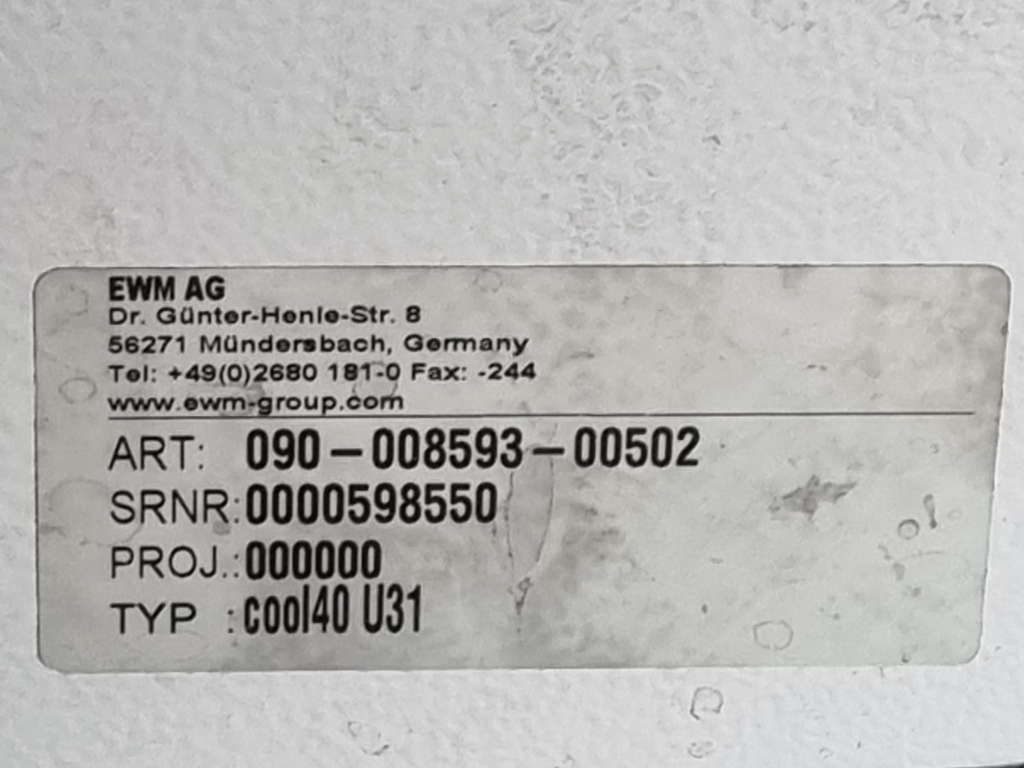 EWM AG
Dr. Günter-Henle-Str. 8
56271 Mündersbach, Germany
Tel: +49(0)2680 181-0 Fax: -244
www.ewm-group.com
ART: 090-008593-00502
SRNR:0000598550
PROJ.:000000
TYP :cool40 U31